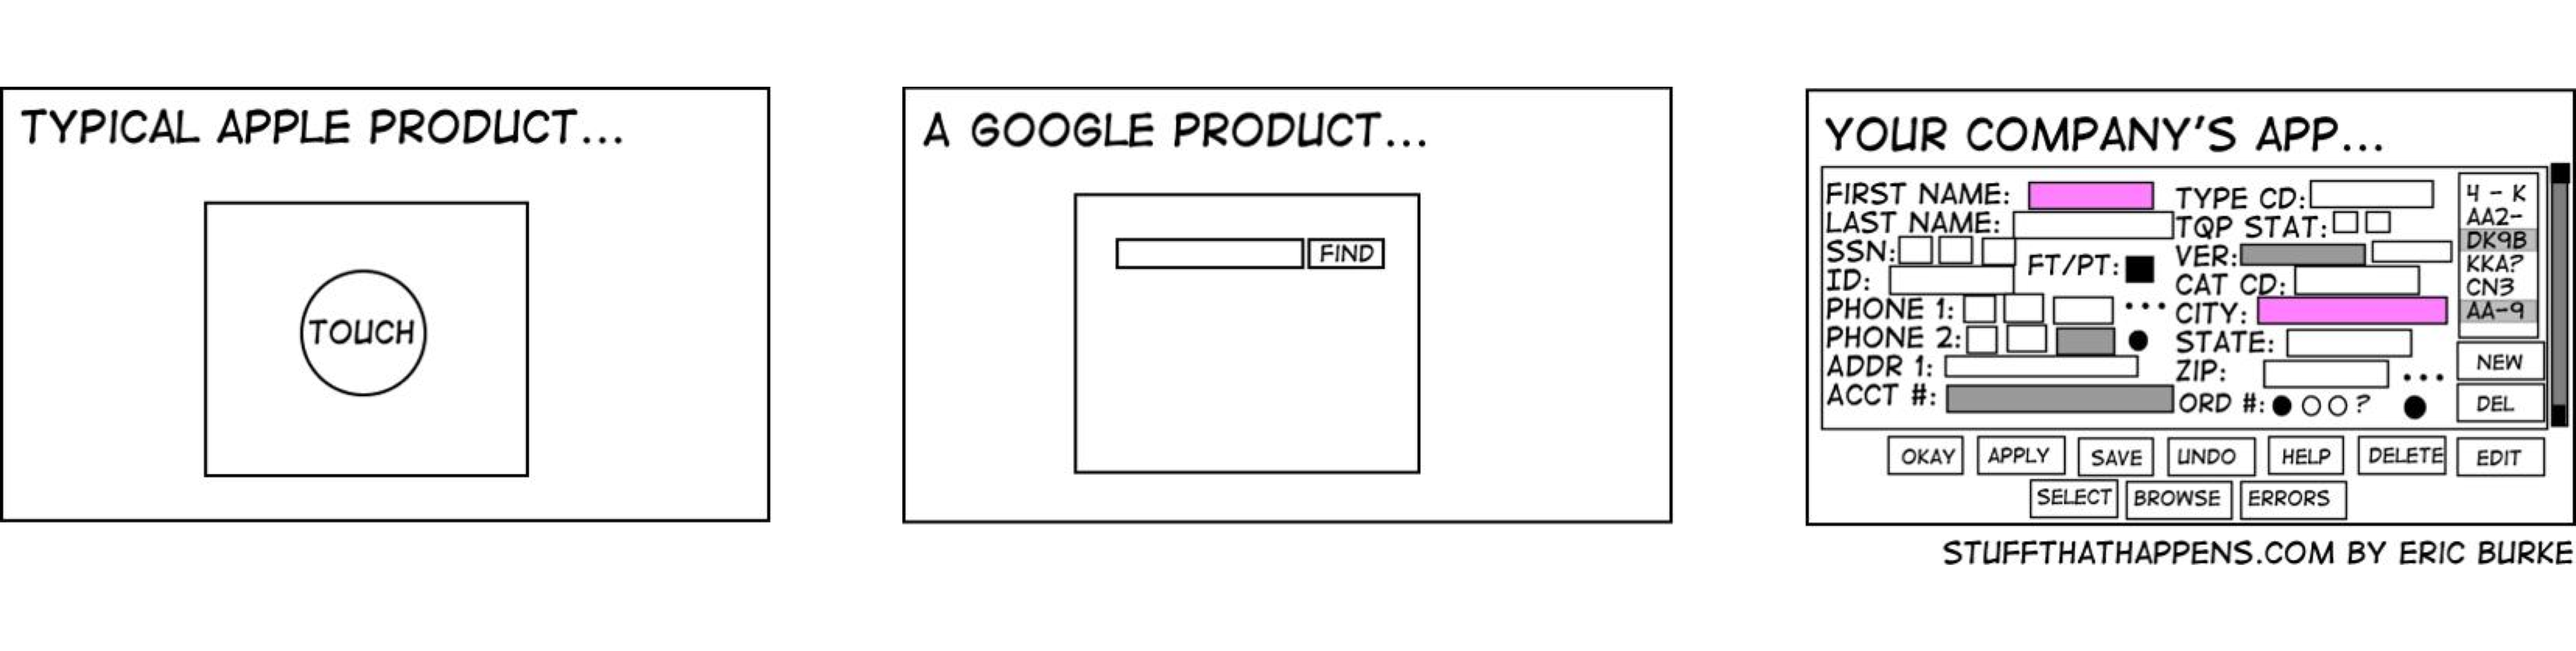 TYPICAL APPLE PRODUCT...
TOUCH
A GOOGLE PRODUCT...
FIND
YOUR COMPANY'S APP...
FIRST NAME:
LAST NAME:
SSN:
FT/PT:
ID:
PHONE 1: ...
PHONE 2:
ADDR 1:
ACCT #:
TYPE CD:
TQP STAT:
VER:
CAT CD:
CITY:
STATE:
ZIP: ...
ORD #: ?
4 - K
AA2-
DK9B
KKA?
CN3
AA-9
NEW
DEL
OKAY APPLY SAVE UNDO HELP DELETE EDIT
SELECT BROWSE ERRORS
STUFFTHATHAPPENS.COM BY ERIC BURKE